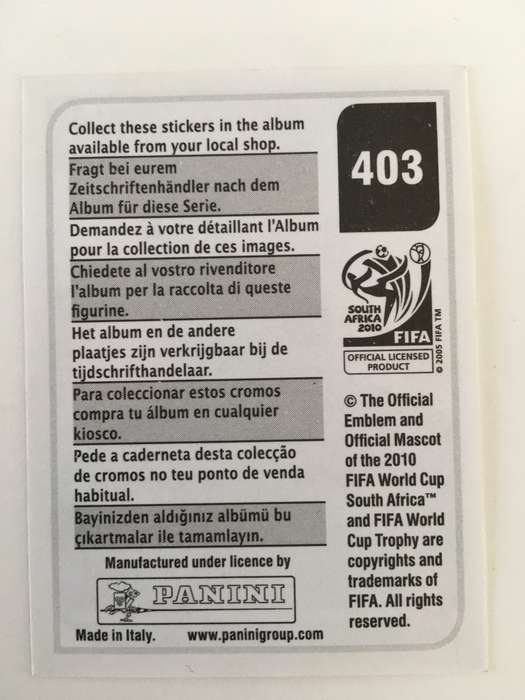 Collect these stickers in the album
available from your local shop.
Fragt bei eurem
Zeitschriftenhändler nach dem
Album für diese Serie.
Demandez à votre détaillant l'Album
pour la collection de ces images.
Chiedete al vostro rivenditore
l'album per la raccolta di queste
figurine.
Het album en de andere
plaatjes zijn verkrijgbaar bij de
tijdschrifthandelaar.
Para coleccionar estos cromos
compra tu álbum en cualquier
kiosco.
Pede a caderneta desta colecção
de cromos no teu ponto de venda
habitual.
Bayinizden aldığınız albümü bu
çıkartmalar ile tamamlayın.
Manufactured under licence by
PANINI
Made in Italy. www.paninigroup.com
403
SOUTH
AFRICA
2010
FIFA
OFFICIAL LICENSED
PRODUCT
© 2005 FIFA TM
© The Official
Emblem and
Official Mascot
of the 2010
FIFA World Cup
South Africa™
and FIFA World
Cup Trophy are
copyrights and
trademarks of
FIFA. All rights
reserved.